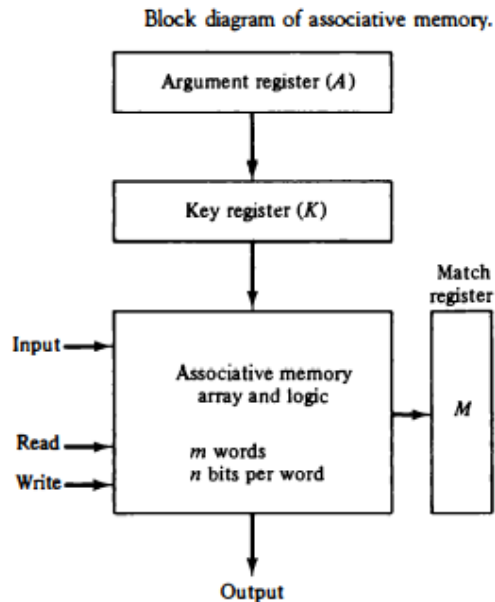 Block diagram of associative memory.
Argument register (A)
Key register (K)
Match
register
Input
Associative memory
array and logic
M
Read
m words
Write
n bits per word
Output